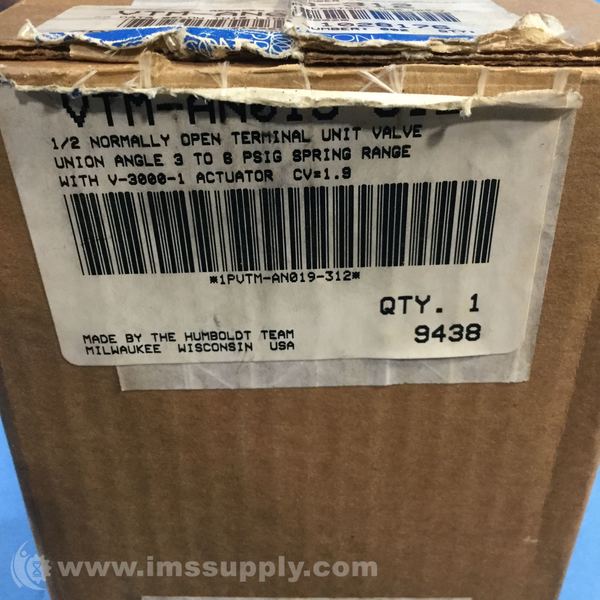 1/2 NORMALLY OPEN TERMINAL UNIT VALVE
UNION ANGLE 3 TO 6 PSIG SPRING RANGE
WITH V-3000-1 ACTUATOR CV=1.9
*1PVTM-AN019-312*
QTY. 1
9438
MADE BY THE HUMBOLDT TEAM
MILWAUKEE WISCONSIN USA
www.imssupply.com